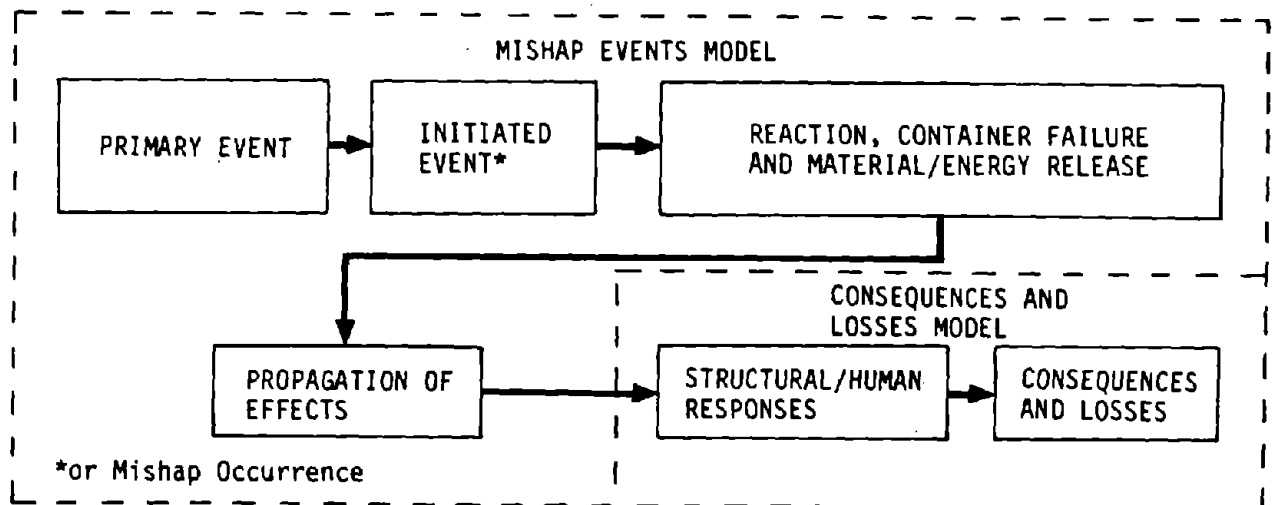 MISHAP EVENTS MODEL
PRIMARY EVENT
INITIATED
EVENT*
REACTION, CONTAINER FAILURE
AND MATERIAL/ENERGY RELEASE
CONSEQUENCES AND
LOSSES MODEL
PROPAGATION OF
EFFECTS
STRUCTURAL/HUMAN
RESPONSES
CONSEQUENCES
AND LOSSES
*or Mishap Occurrence